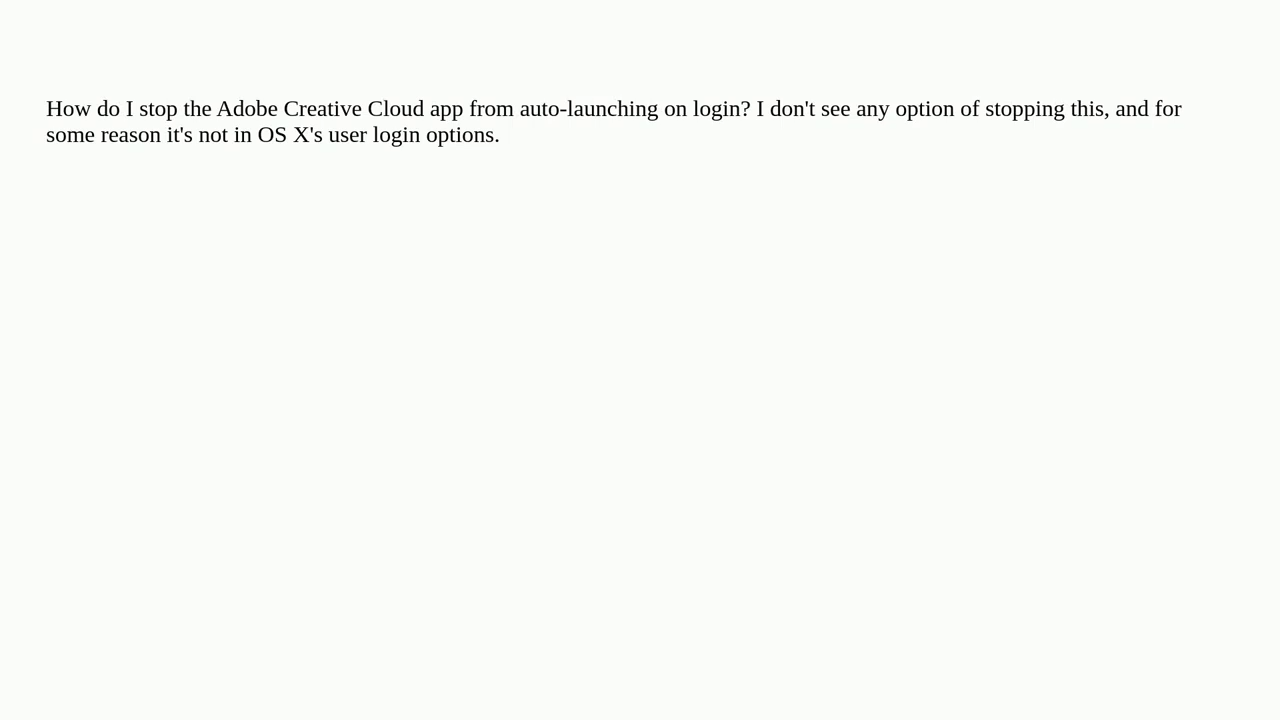 How do I stop the Adobe Creative Cloud app from auto-launching on login? I don't see any option of stopping this, and for
some reason it's not in OS X's user login options.